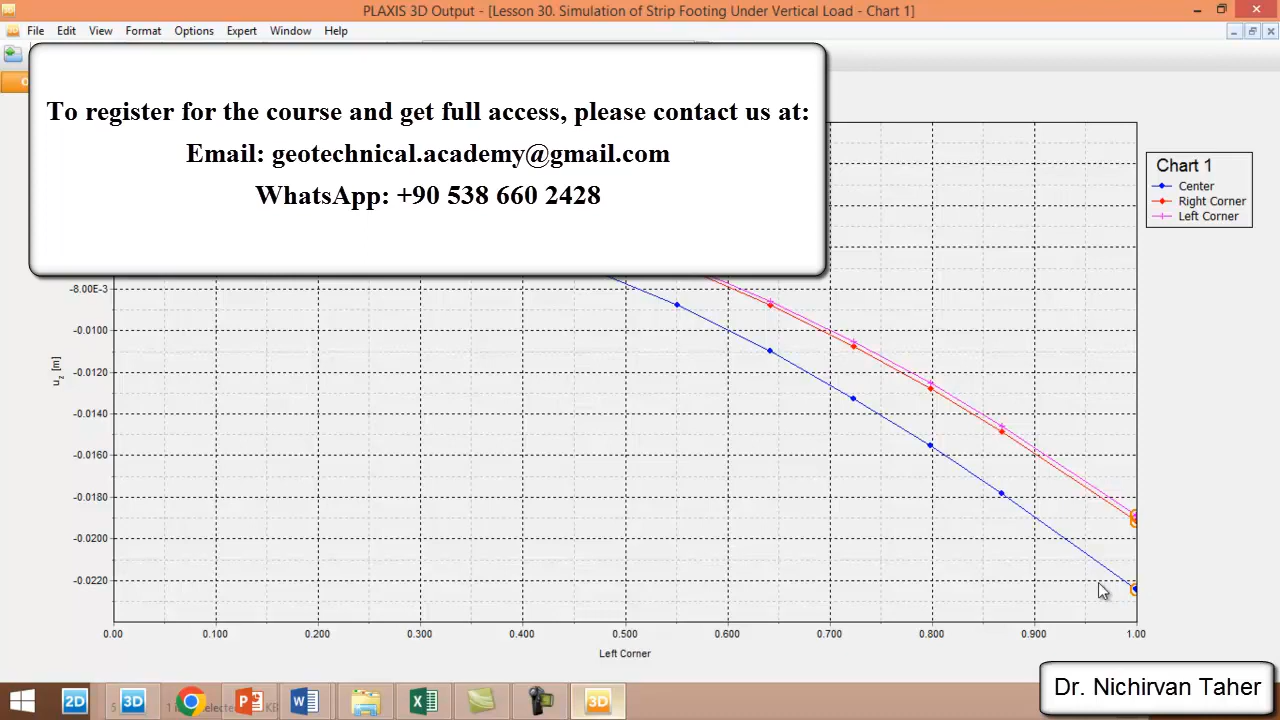 PLAXIS 3D Output - [Lesson 30. Simulation of Strip Footing Under Vertical Load - Chart 1]
File Edit View Format Options Expert Window Help
To register for the course and get full access, please contact us at:
Email: geotechnical.academy@gmail.com
WhatsApp: +90 538 660 2428
Chart 1
Center
Right Corner
Left Corner
-8.00E-3
-0.0100
-0.0120
-0.0140
-0.0160
-0.0180
-0.0200
-0.0220
uz [m]
0.00 0.100 0.200 0.300 0.400 0.500 0.600 0.700 0.800 0.900 1.00
Left Corner
Dr. Nichirvan Taher
2D 3D 3D